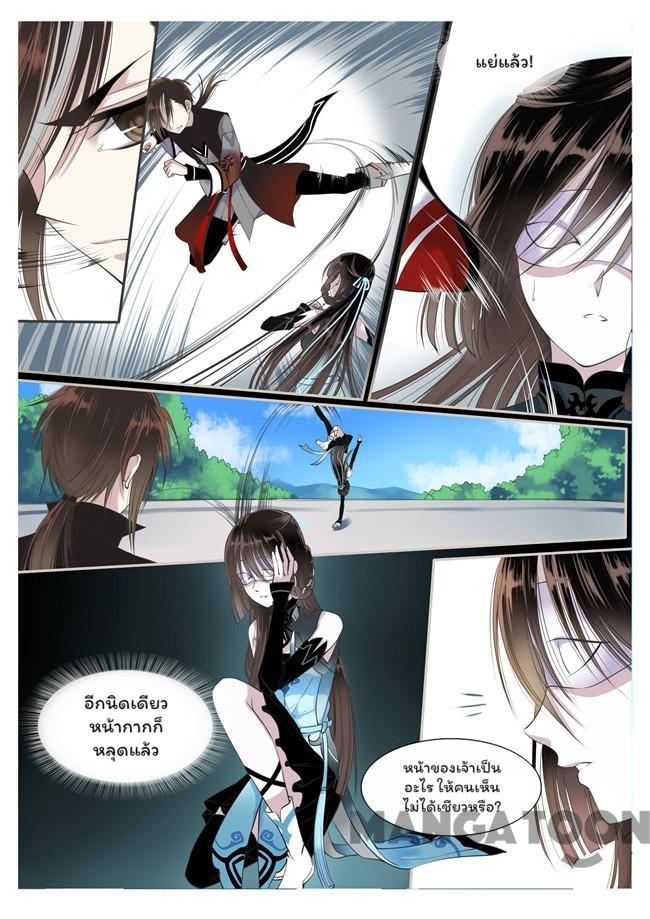 แย่แล้ว!
อีกนิดเดียว
หน้ากากก็
หลุดแล้ว
หน้าของเจ้าเป็น
อะไร ให้คนเห็น
ไม่ได้เชียวหรือ?
MANGATOON